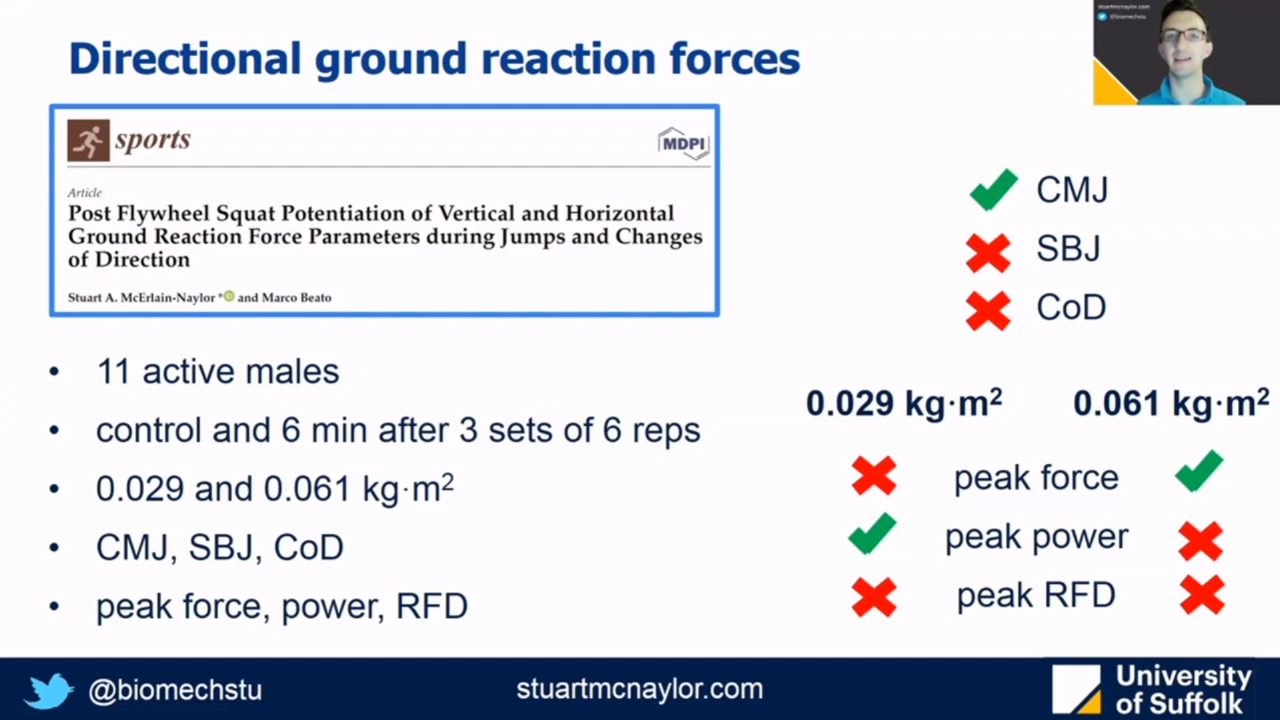 Directional ground reaction forces
stuartmcnaylor.com
@biomechstu
sports
MDPI
Article
Post Flywheel Squat Potentiation of Vertical and Horizontal
Ground Reaction Force Parameters during Jumps and Changes
of Direction
Stuart A. McErlain-Naylor * and Marco Beato
• 11 active males
• control and 6 min after 3 sets of 6 reps
• 0.029 and 0.061 kg·m²
• CMJ, SBJ, CoD
• peak force, power, RFD
CMJ
SBJ
CoD
0.029 kg·m² 0.061 kg·m²
peak force
peak power
peak RFD
@biomechstu
stuartmcnaylor.com
University
of Suffolk